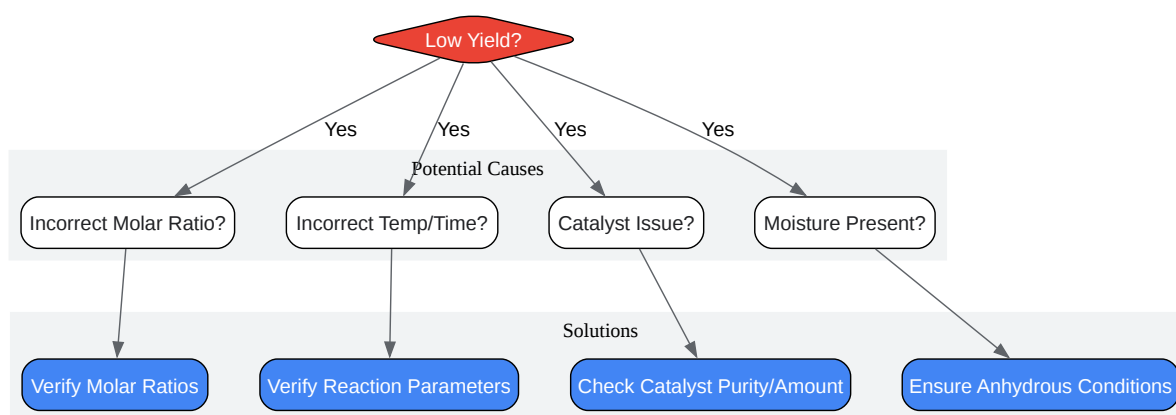 Low Yield?
Yes
Yes
Yes
Yes
Potential Causes
Incorrect Molar Ratio?
Incorrect Temp/Time?
Catalyst Issue?
Moisture Present?
Solutions
Verify Molar Ratios
Verify Reaction Parameters
Check Catalyst Purity/Amount
Ensure Anhydrous Conditions